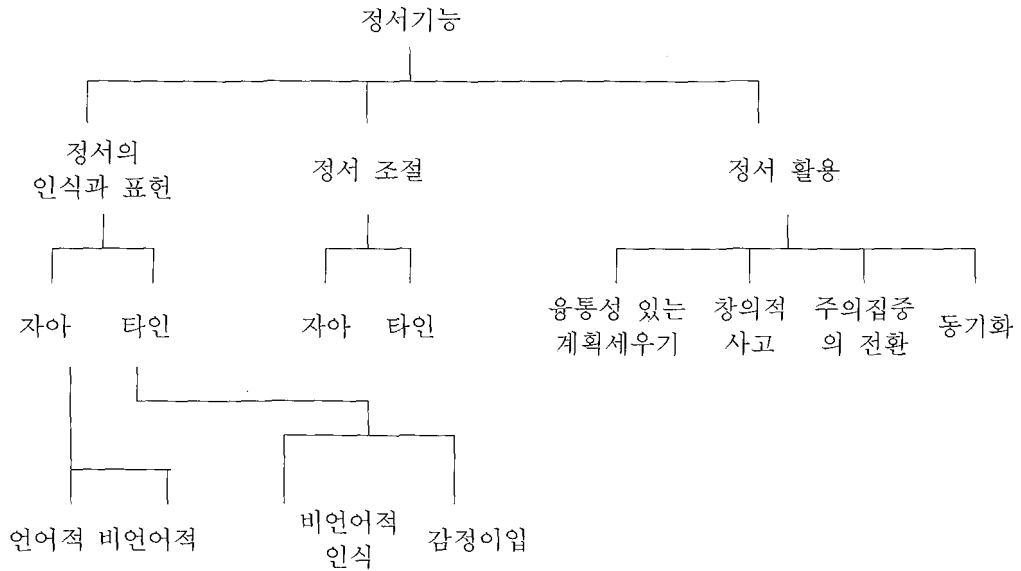 정서기능
정서의
인식과 표헌
정서 조절
정서 활용
자아
타인
자아
타인
융통성 있는
계획세우기
창의적
사고
주의집중
의 전환
동기화
언어적
비언어적
비언어적
인식
감정이입